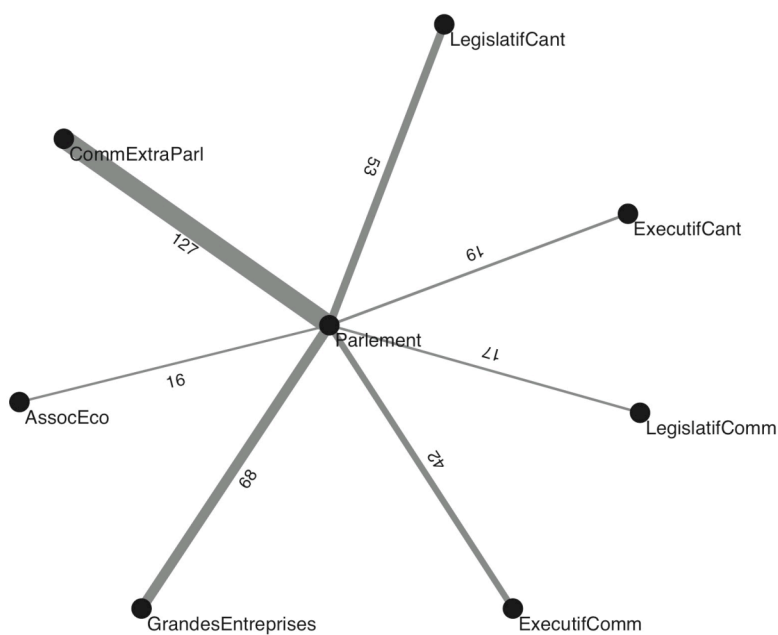 LegislatifCant
CommExtraParl
53
ExecutifCant
127
19
Parlement
17
16
AssocEco
LegislatifComm
42
68
GrandesEntreprises
ExecutifComm